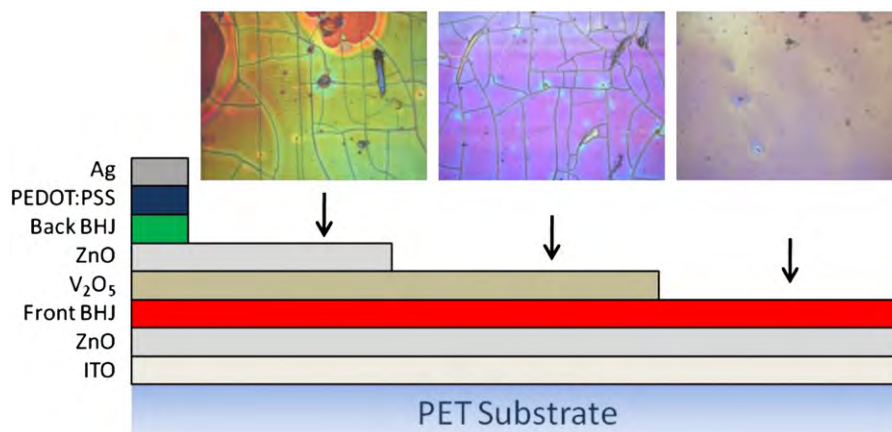 Ag
PEDOT:PSS
Back BHJ
ZnO
V₂O₅
Front BHJ
ZnO
ITO
PET Substrate